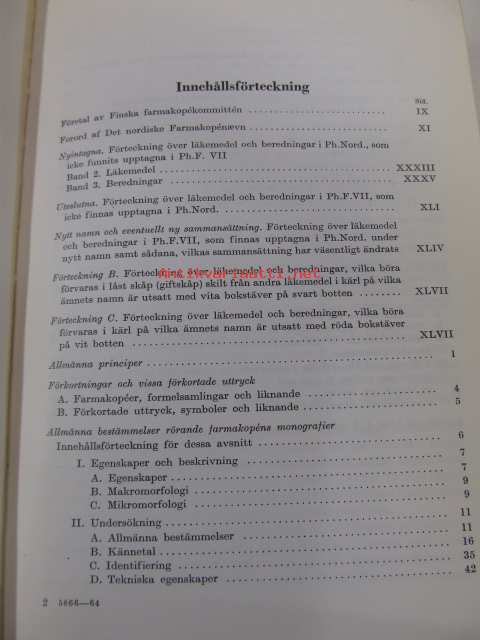 Innehållsförteckning
Sid.
Företal av Finska farmakopékommittén IX
Forord af Det nordiske Farmakopénævn XI
Nyintagna. Förteckning över läkemedel och beredningar i Ph.Nord., som
icke funnits upptagna i Ph.F. VII
Band 2. Läkemedel XXXIII
Band 3. Beredningar XXXV
Uteslutna. Förteckning över läkemedel och beredningar i Ph.F.VII, som
icke finnas upptagna i Ph.Nord. XLI
Nytt namn och eventuellt ny sammansättning. Förteckning över läkemedel
och beredningar i Ph.F.VII, som finnas upptagna i Ph.Nord. under
nytt namn samt sådana, vilkas sammansättning har väsentligt ändrats XLIV
Förteckning B. Förteckning över läkemedel och beredningar, vilka böra
förvaras i låst skåp (giftskåp) skilt från andra läkemedel i kärl på vilka
ämnets namn är utsatt med vita bokstäver på svart botten XLVII
Förteckning C. Förteckning över läkemedel och beredningar, vilka böra
förvaras i kärl på vilka ämnets namn är utsatt med röda bokstäver
på vit botten XLVII
Allmänna principer 1
Förkortningar och vissa förkortade uttryck
A. Farmakopéer, formelsamlingar och liknande 4
B. Förkortade uttryck, symboler och liknande 5
Allmänna bestämmelser rörande farmakopéns monografier
Innehållsförteckning för dessa avsnitt 6
I. Egenskaper och beskrivning 7
A. Egenskaper 7
B. Makromorfologi 9
C. Mikromorfologi 9
II. Undersökning 11
A. Allmänna bestämmelser 11
B. Kännetal 16
C. Identifiering 35
D. Tekniska egenskaper 42
2 5666—64